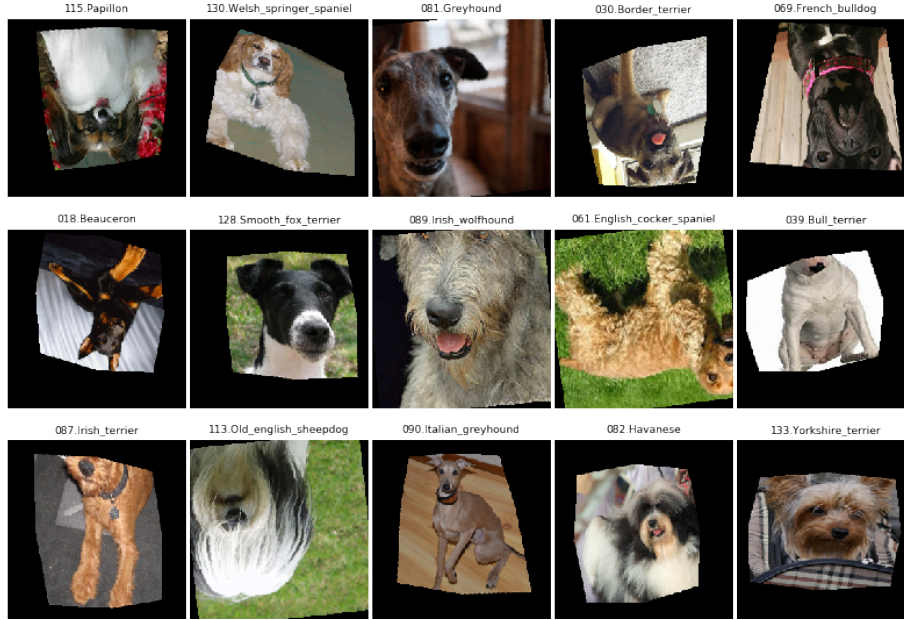 115.Papillon
130.Welsh_springer_spaniel
081.Greyhound
030.Border_terrier
069.French_bulldog
018.Beauceron
128.Smooth_fox_terrier
089.Irish_wolfhound
061.English_cocker_spaniel
039.Bull_terrier
087.Irish_terrier
113.Old_english_sheepdog
090.Italian_greyhound
082.Havanese
133.Yorkshire_terrier